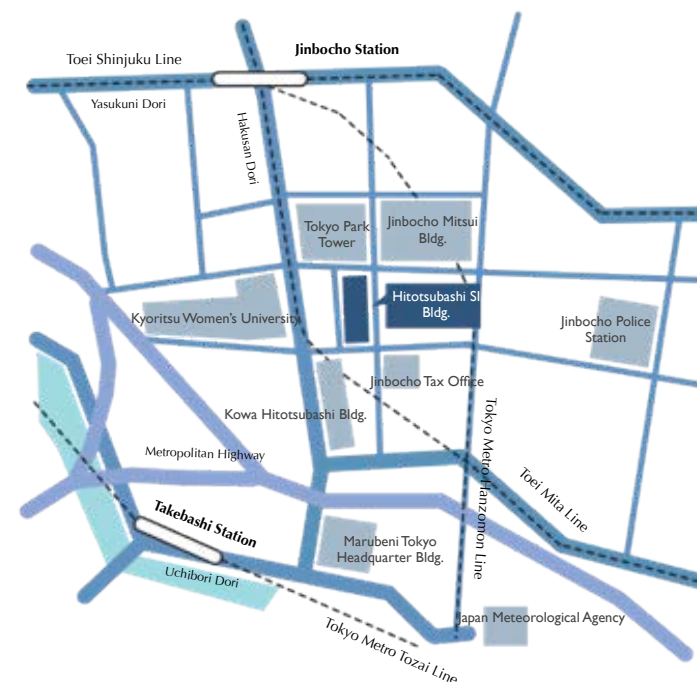 Jinbocho Station
Toei Shinjuku Line
Yasukuni Dori
Hakusan Dori
Tokyo Park
Tower
Jinbocho Mitsui
Bldg.
Hitotsubashi SI
Bldg.
Kyoritsu Women's University
Jinbocho Police
Station
Jinbocho Tax Office
Kowa Hitotsubashi Bldg.
Tokyo Metro Hanzomon Line
Metropolitan Highway
Toei Mita Line
Takebashi Station
Marubeni Tokyo
Headquarter Bldg.
Uchibori Dori
Japan Meteorological Agency
Tokyo Metro Tozai Line